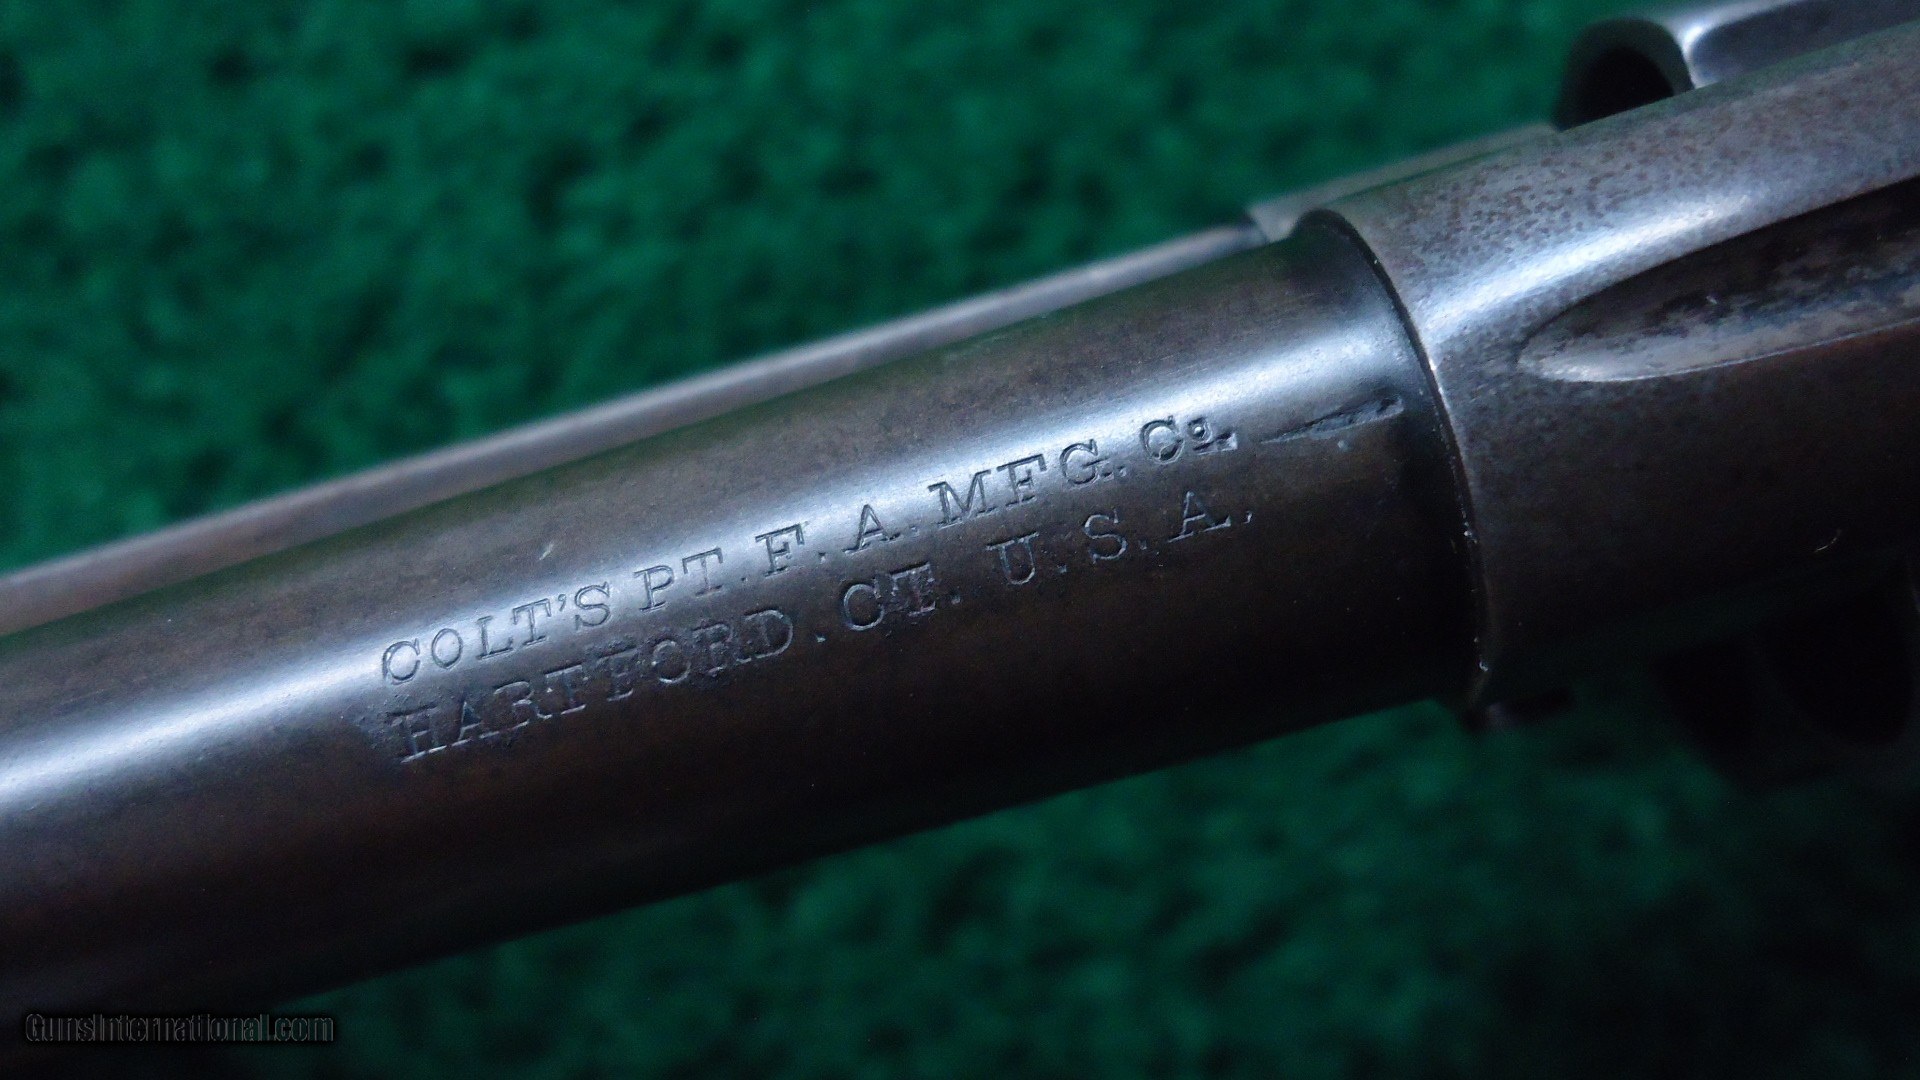 COLT'S PT. F. A. MFG. Co.
HARTFORD. CT. U. S. A.
GunsInternational.com